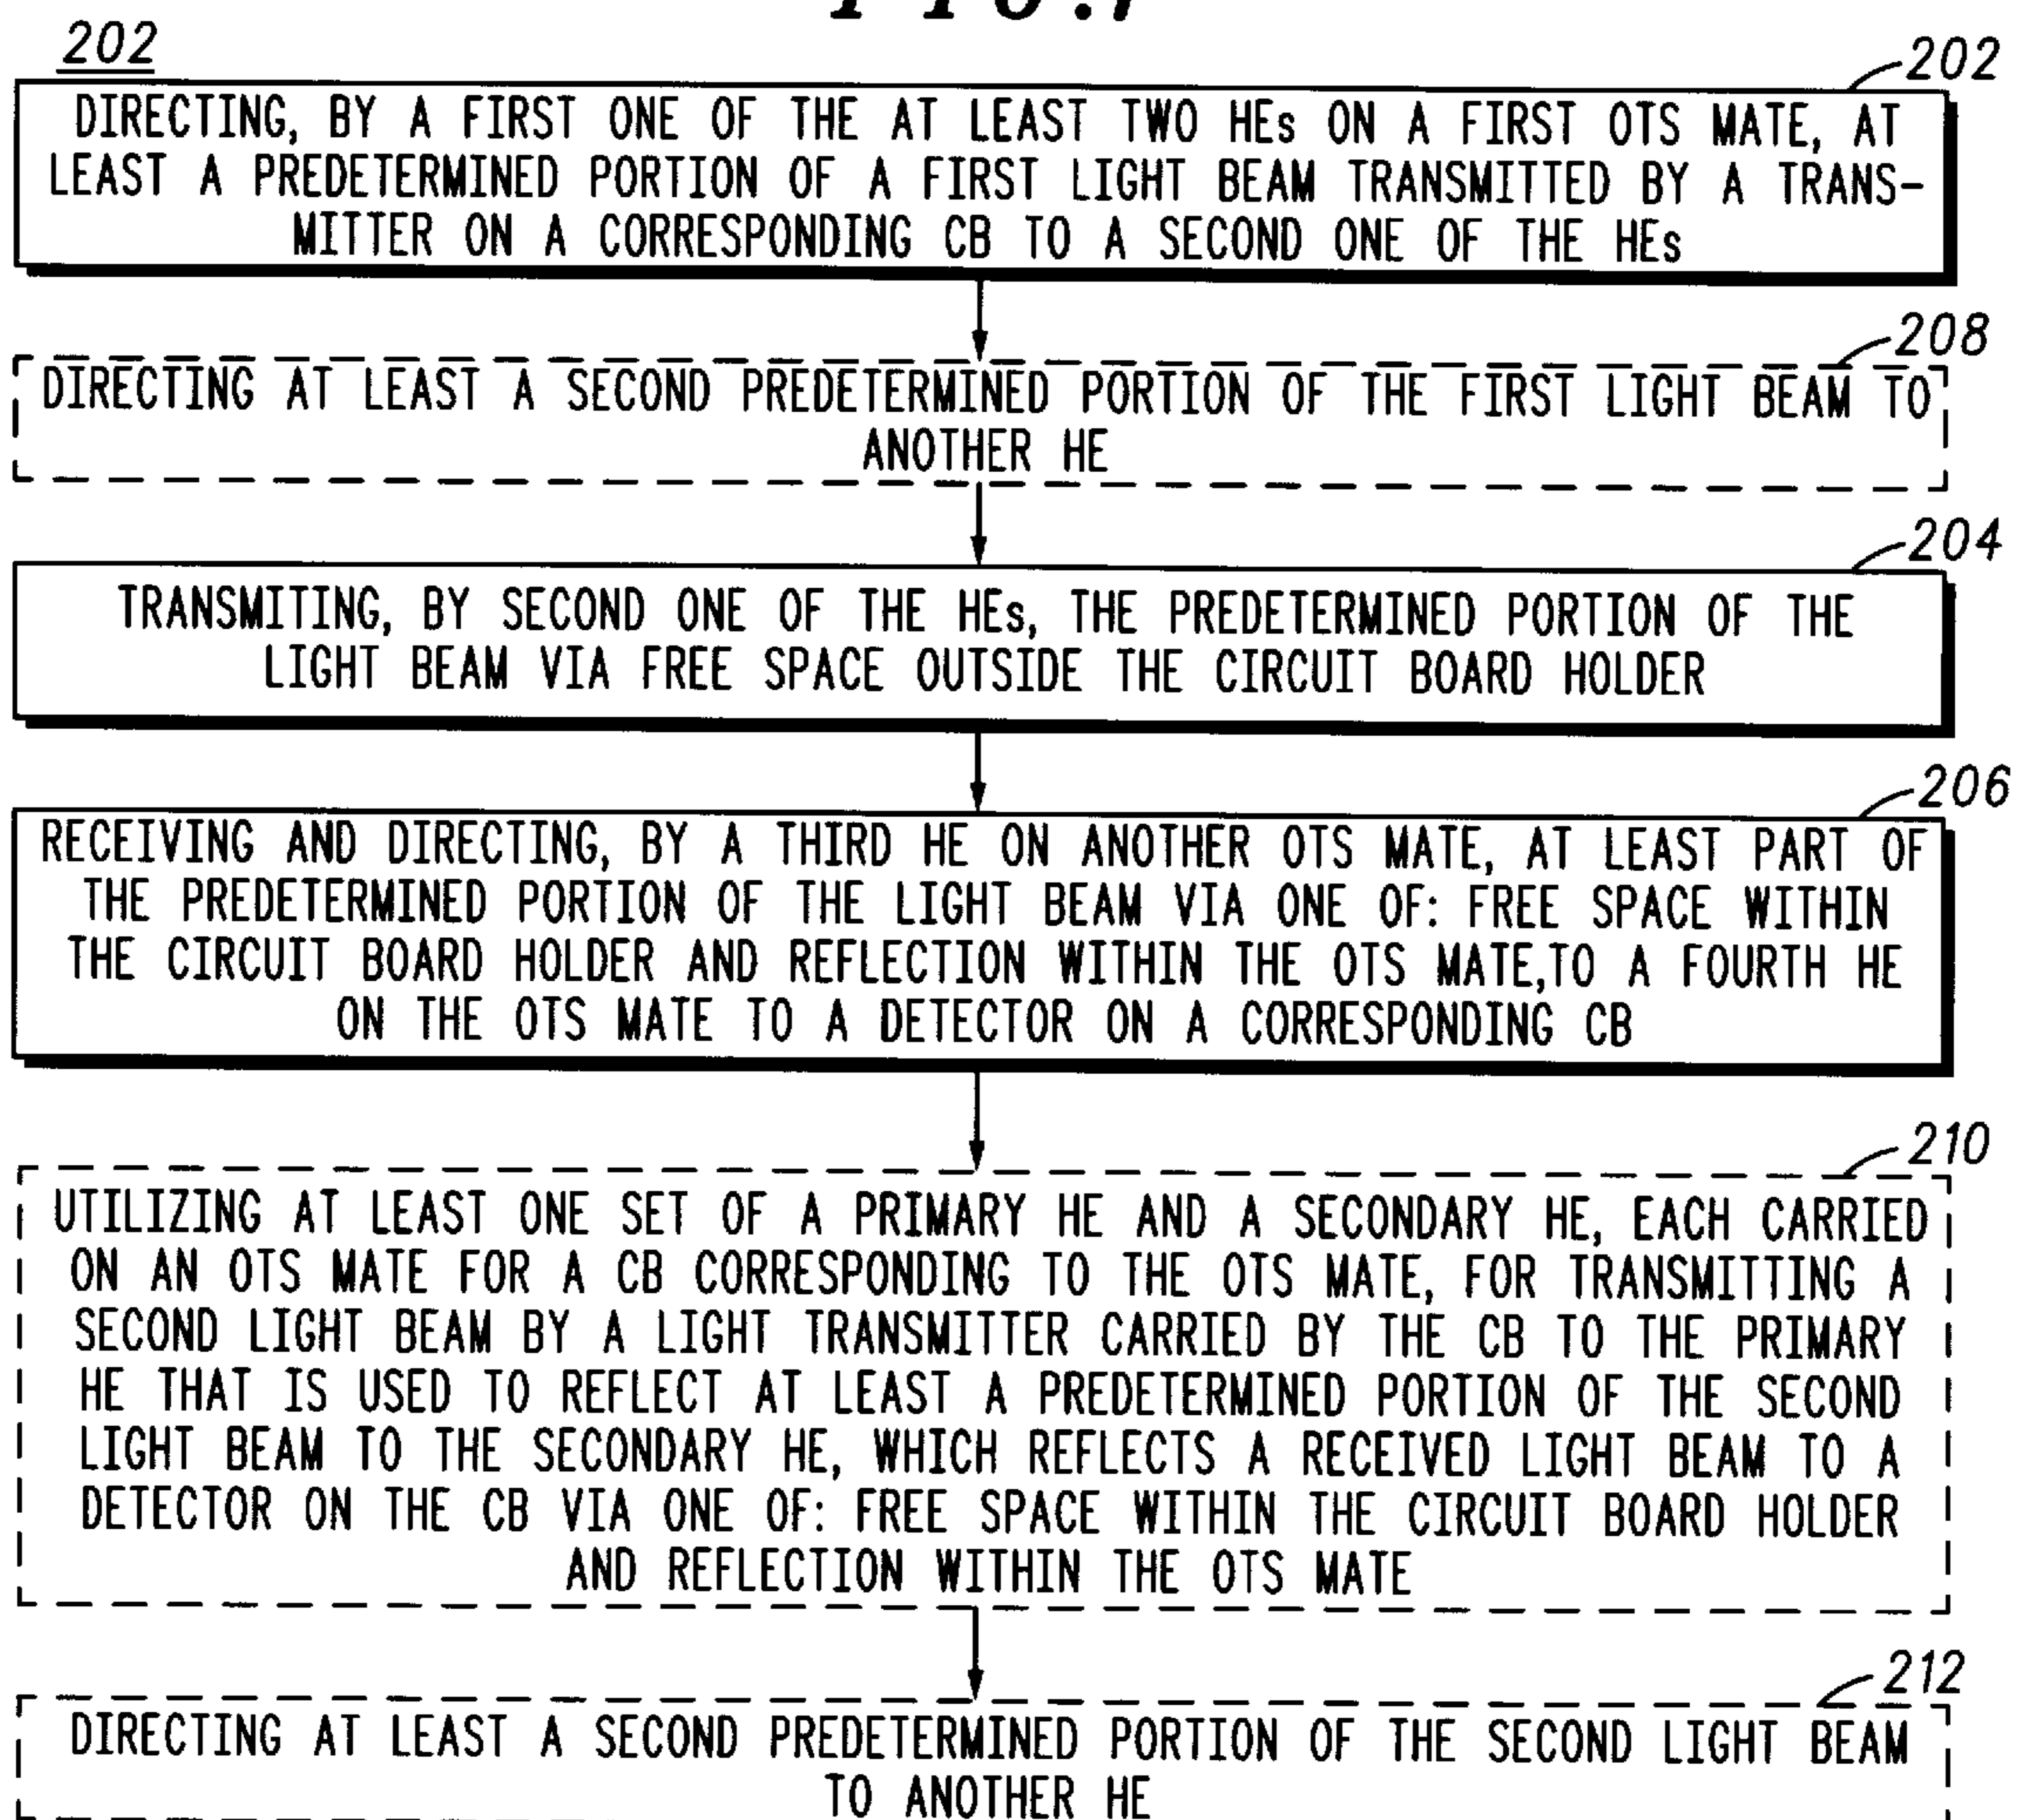 FIG.7
202
202
DIRECTING, BY A FIRST ONE OF THE AT LEAST TWO HEs ON A FIRST OTS MATE, AT
LEAST A PREDETERMINED PORTION OF A FIRST LIGHT BEAM TRANSMITTED BY A TRANS-
MITTER ON A CORRESPONDING CB TO A SECOND ONE OF THE HEs
208
DIRECTING AT LEAST A SECOND PREDETERMINED PORTION OF THE FIRST LIGHT BEAM TO
ANOTHER HE
204
TRANSMITING, BY SECOND ONE OF THE HEs, THE PREDETERMINED PORTION OF THE
LIGHT BEAM VIA FREE SPACE OUTSIDE THE CIRCUIT BOARD HOLDER
206
RECEIVING AND DIRECTING, BY A THIRD HE ON ANOTHER OTS MATE, AT LEAST PART OF
THE PREDETERMINED PORTION OF THE LIGHT BEAM VIA ONE OF: FREE SPACE WITHIN
THE CIRCUIT BOARD HOLDER AND REFLECTION WITHIN THE OTS MATE,TO A FOURTH HE
ON THE OTS MATE TO A DETECTOR ON A CORRESPONDING CB
210
UTILIZING AT LEAST ONE SET OF A PRIMARY HE AND A SECONDARY HE, EACH CARRIED
ON AN OTS MATE FOR A CB CORRESPONDING TO THE OTS MATE, FOR TRANSMITTING A
SECOND LIGHT BEAM BY A LIGHT TRANSMITTER CARRIED BY THE CB TO THE PRIMARY
HE THAT IS USED TO REFLECT AT LEAST A PREDETERMINED PORTION OF THE SECOND
LIGHT BEAM TO THE SECONDARY HE, WHICH REFLECTS A RECEIVED LIGHT BEAM TO A
DETECTOR ON THE CB VIA ONE OF: FREE SPACE WITHIN THE CIRCUIT BOARD HOLDER
AND REFLECTION WITHIN THE OTS MATE
212
DIRECTING AT LEAST A SECOND PREDETERMINED PORTION OF THE SECOND LIGHT BEAM
TO ANOTHER HE